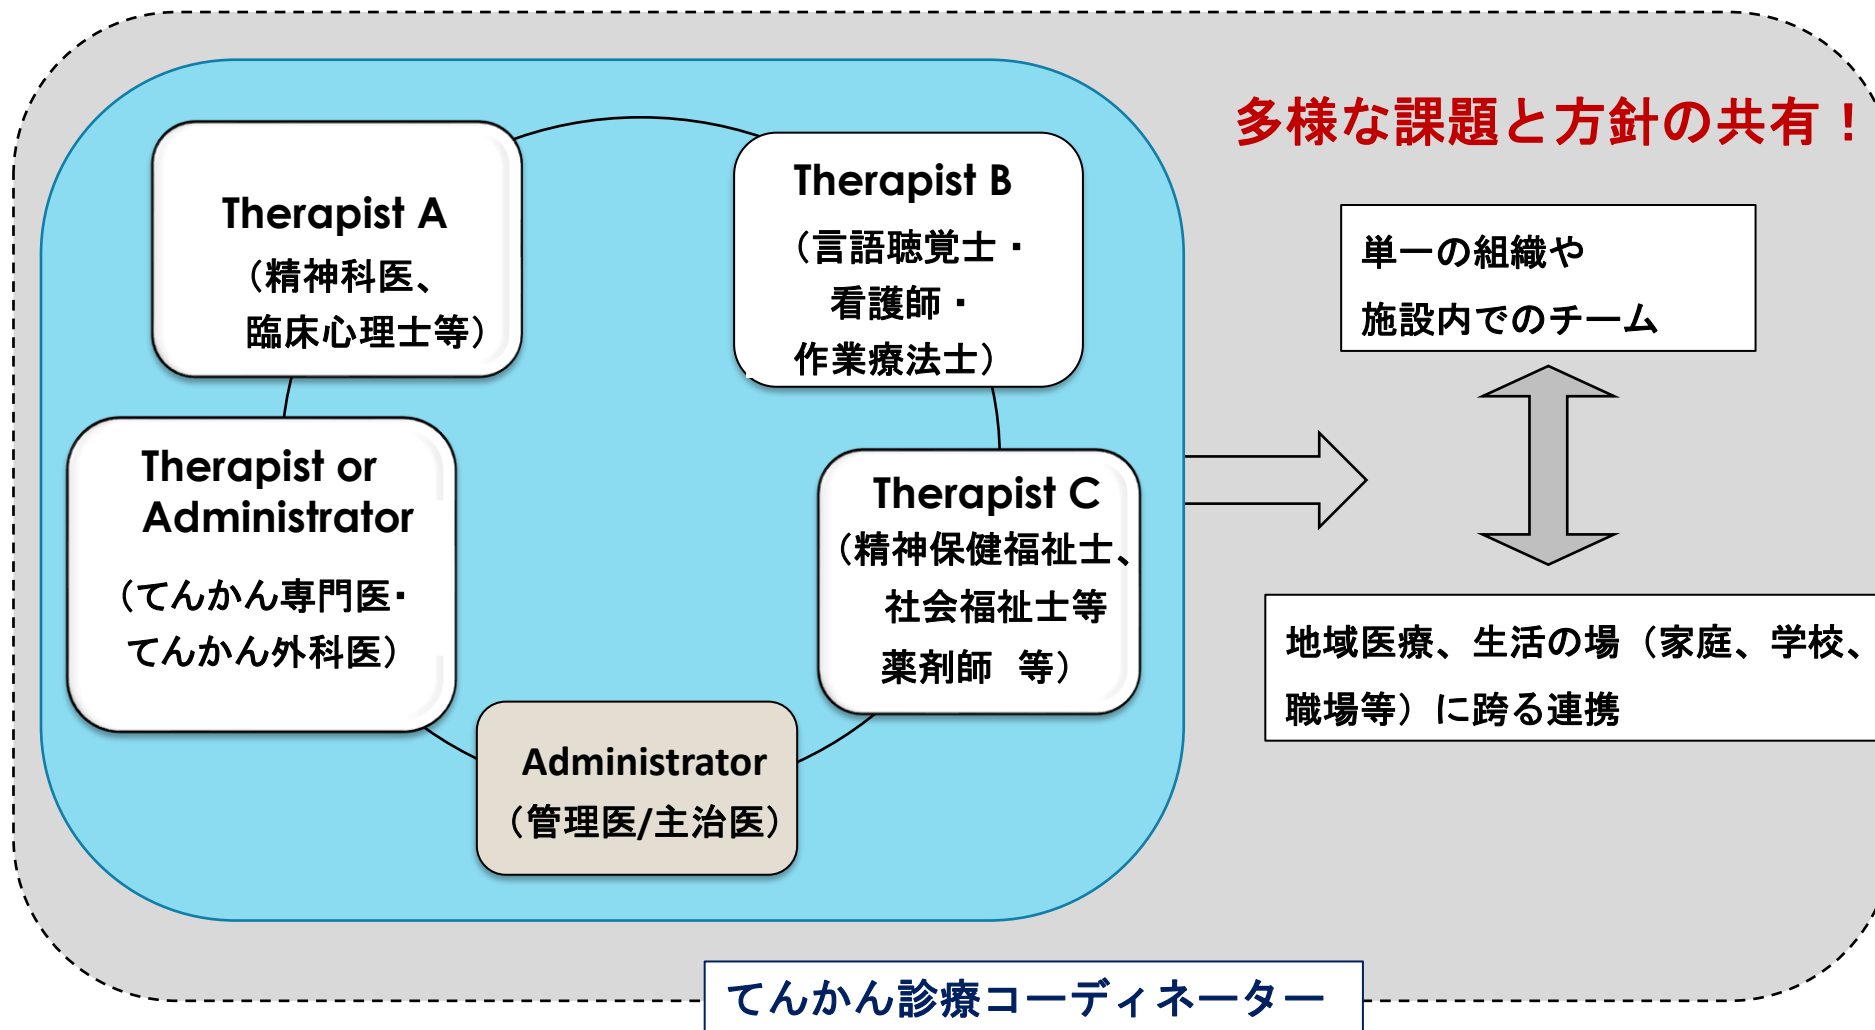 多様な課題と方針の共有！
Therapist A
（精神科医、
臨床心理士等）
Therapist B
（言語聴覚士・
看護師・
作業療法士）
Therapist or
Administrator
（てんかん専門医・
てんかん外科医）
Therapist C
（精神保健福祉士、
社会福祉士等
薬剤師　等）
Administrator
（管理医/主治医）
単一の組織や
施設内でのチーム
地域医療、生活の場（家庭、学校、
職場等）に跨る連携
てんかん診療コーディネーター